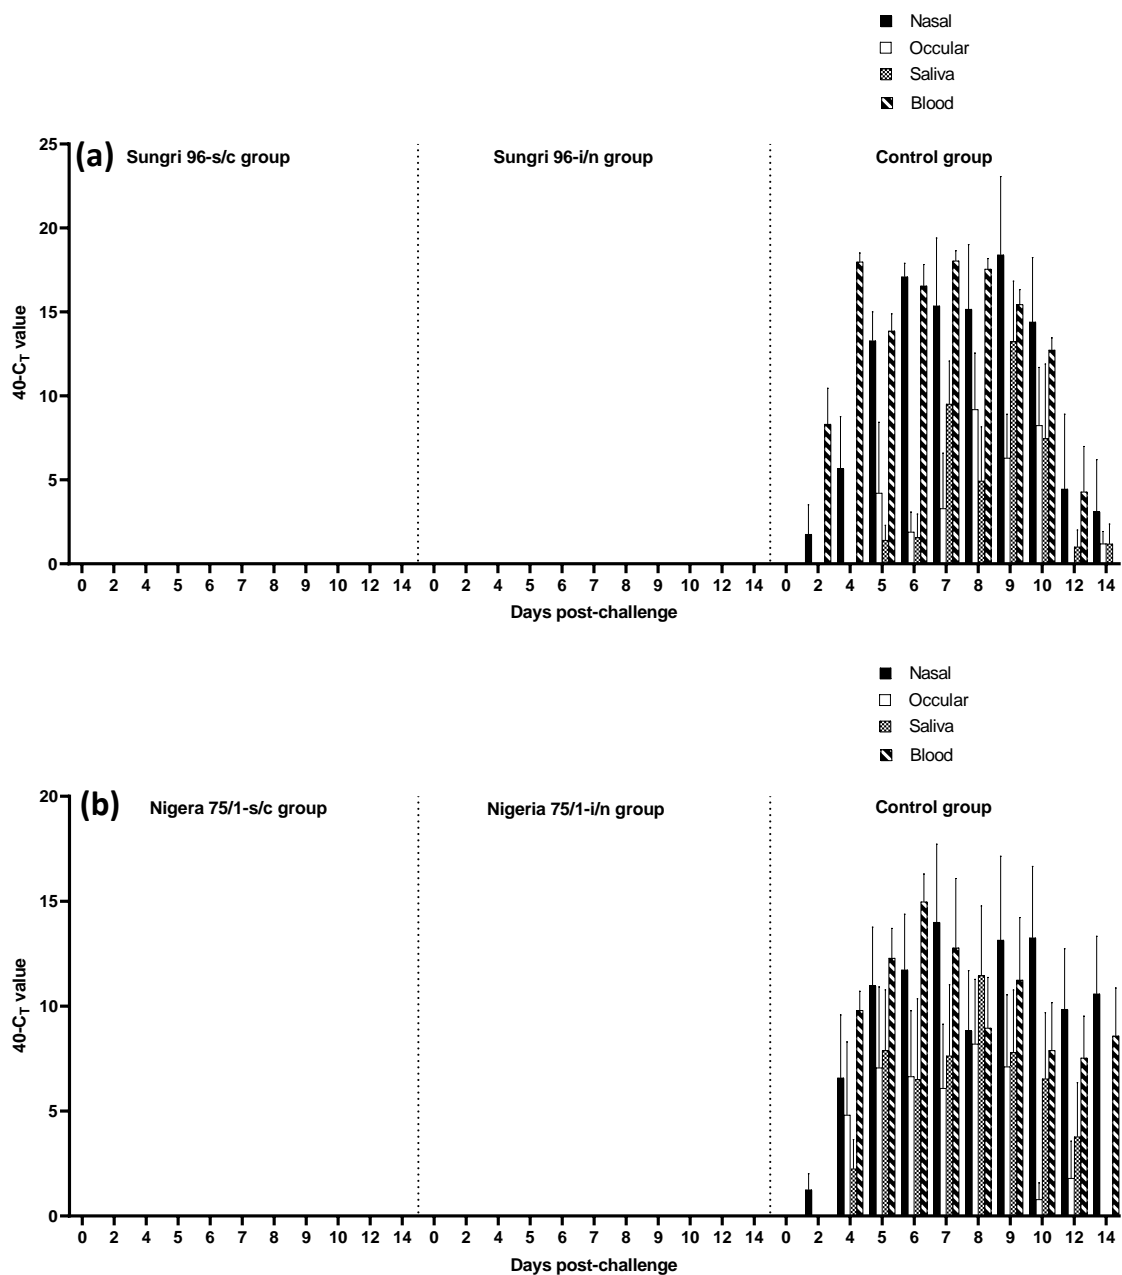 Nasal
Occular
Saliva
Blood
(a) Sungri 96-s/c group Sungri 96-i/n group Control group
25
20
15
10
5
0
40-CT value
0 2 4 5 6 7 8 9 10 12 14 0 2 4 5 6 7 8 9 10 12 14 0 2 4 5 6 7 8 9 10 12 14
Days post-challenge
Nasal
Occular
Saliva
Blood
(b) Nigera 75/1-s/c group Nigeria 75/1-i/n group Control group
20
15
10
5
0
40-CT value
0 2 4 5 6 7 8 9 10 12 14 0 2 4 5 6 7 8 9 10 12 14 0 2 4 5 6 7 8 9 10 12 14
Days post-challenge